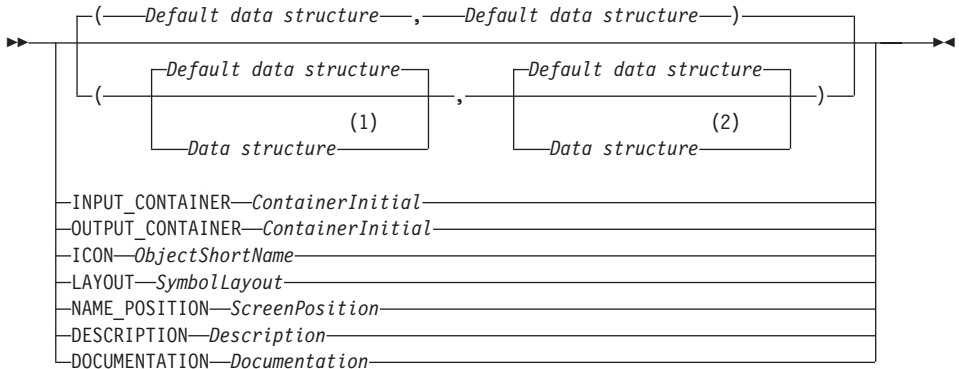 ( Default data structure , Default data structure )
Default data structure Default data structure
( , )
(1) (2)
Data structure Data structure
INPUT_CONTAINER ContainerInitial
OUTPUT_CONTAINER ContainerInitial
ICON ObjectShortName
LAYOUT SymbolLayout
NAME_POSITION ScreenPosition
DESCRIPTION Description
DOCUMENTATION Documentation